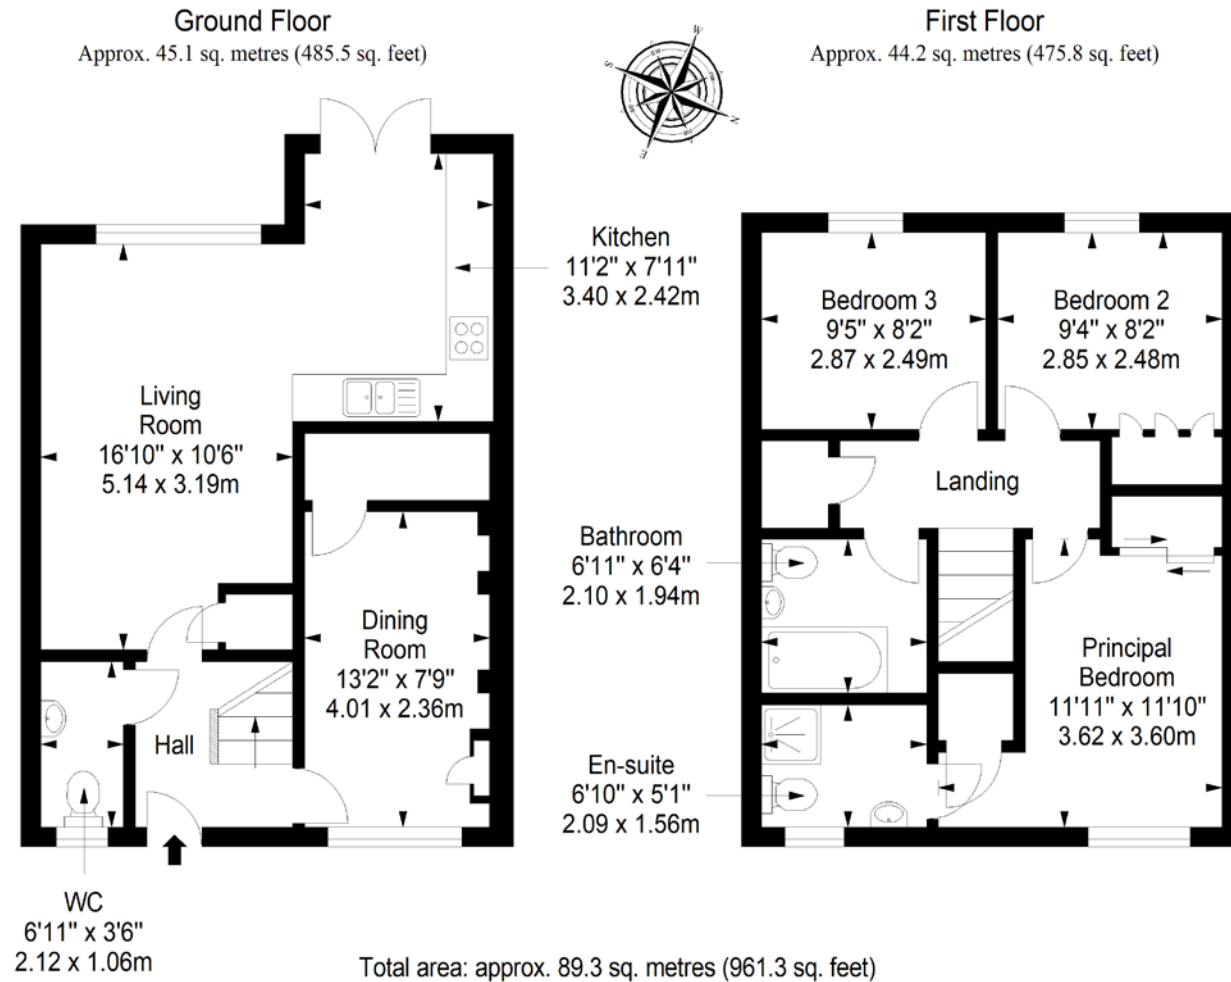 Ground Floor
Approx. 45.1 sq. metres (485.5 sq. feet)
First Floor
Approx. 44.2 sq. metres (475.8 sq. feet)
W
S
N
E
Kitchen
11'2" x 7'11"
3.40 x 2.42m
Living
Room
16'10" x 10'6"
5.14 x 3.19m
Dining
Room
13'2" x 7'9"
4.01 x 2.36m
Hall
WC
6'11" x 3'6"
2.12 x 1.06m
Bedroom 3
9'5" x 8'2"
2.87 x 2.49m
Bedroom 2
9'4" x 8'2"
2.85 x 2.48m
Landing
Bathroom
6'11" x 6'4"
2.10 x 1.94m
Principal
Bedroom
11'11" x 11'10"
3.62 x 3.60m
En-suite
6'10" x 5'1"
2.09 x 1.56m
Total area: approx. 89.3 sq. metres (961.3 sq. feet)